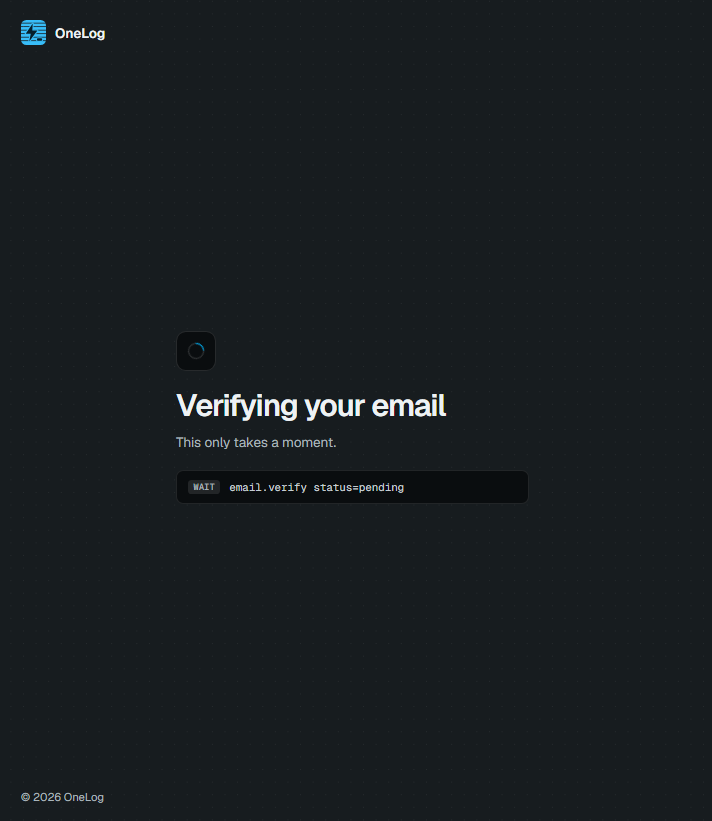 OneLog
Verifying your email
This only takes a moment.
WAIT email.verify status=pending
© 2026 OneLog